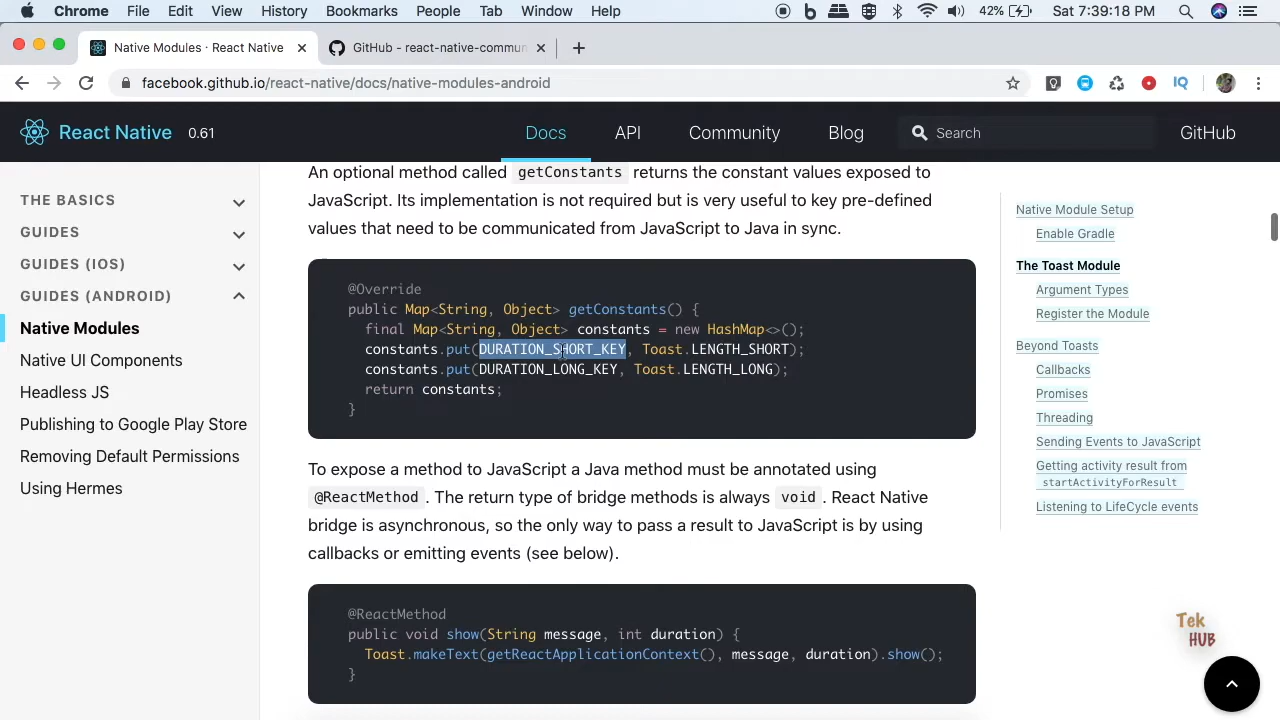 Chrome File Edit View History Bookmarks People Tab Window Help 42% Sat 7:39:18 PM
Native Modules · React Native GitHub - react-native-commun
facebook.github.io/react-native/docs/native-modules-android
React Native 0.61 Docs API Community Blog Search GitHub
THE BASICS
GUIDES
GUIDES (IOS)
GUIDES (ANDROID)
Native Modules
Native UI Components
Headless JS
Publishing to Google Play Store
Removing Default Permissions
Using Hermes
An optional method called getConstants returns the constant values exposed to
JavaScript. Its implementation is not required but is very useful to key pre-defined
values that need to be communicated from JavaScript to Java in sync.
@Override
public Map<String, Object> getConstants() {
final Map<String, Object> constants = new HashMap<>();
constants.put(DURATION_SHORT_KEY, Toast.LENGTH_SHORT);
constants.put(DURATION_LONG_KEY, Toast.LENGTH_LONG);
return constants;
}
To expose a method to JavaScript a Java method must be annotated using
@ReactMethod. The return type of bridge methods is always void. React Native
bridge is asynchronous, so the only way to pass a result to JavaScript is by using
callbacks or emitting events (see below).
@ReactMethod
public void show(String message, int duration) {
Toast.makeText(getReactApplicationContext(), message, duration).show();
}
Native Module Setup
Enable Gradle
The Toast Module
Argument Types
Register the Module
Beyond Toasts
Callbacks
Promises
Threading
Sending Events to JavaScript
Getting activity result from
startActivityForResult
Listening to LifeCycle events
Tek
HUB